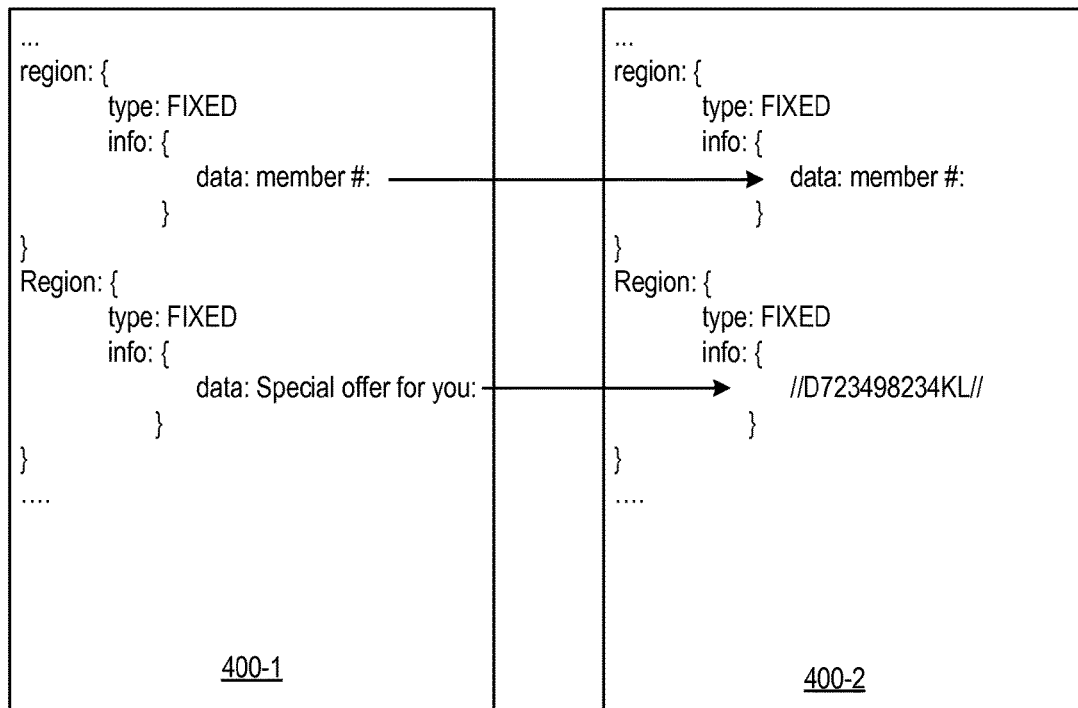 ...
region: {
type: FIXED
info: {
data: member #:
}
}
Region: {
type: FIXED
info: {
data: Special offer for you:
}
}
....
400-1
...
region: {
type: FIXED
info: {
data: member #:
}
}
Region: {
type: FIXED
info: {
//D723498234KL//
}
}
....
400-2